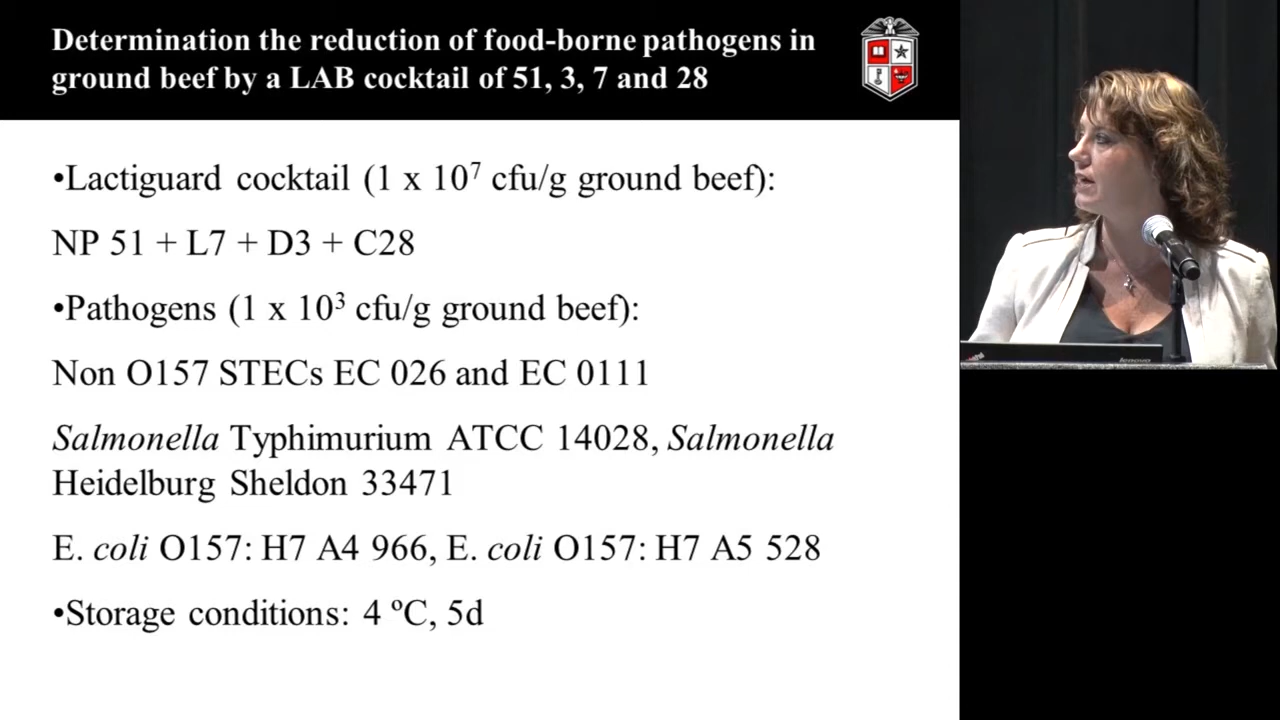 Determination the reduction of food-borne pathogens in
ground beef by a LAB cocktail of 51, 3, 7 and 28
•Lactiguard cocktail (1 x 10⁷ cfu/g ground beef):
NP 51 + L7 + D3 + C28
•Pathogens (1 x 10³ cfu/g ground beef):
Non O157 STECs EC 026 and EC 0111
Salmonella Typhimurium ATCC 14028, Salmonella
Heidelburg Sheldon 33471
E. coli O157: H7 A4 966, E. coli O157: H7 A5 528
•Storage conditions: 4 ºC, 5d